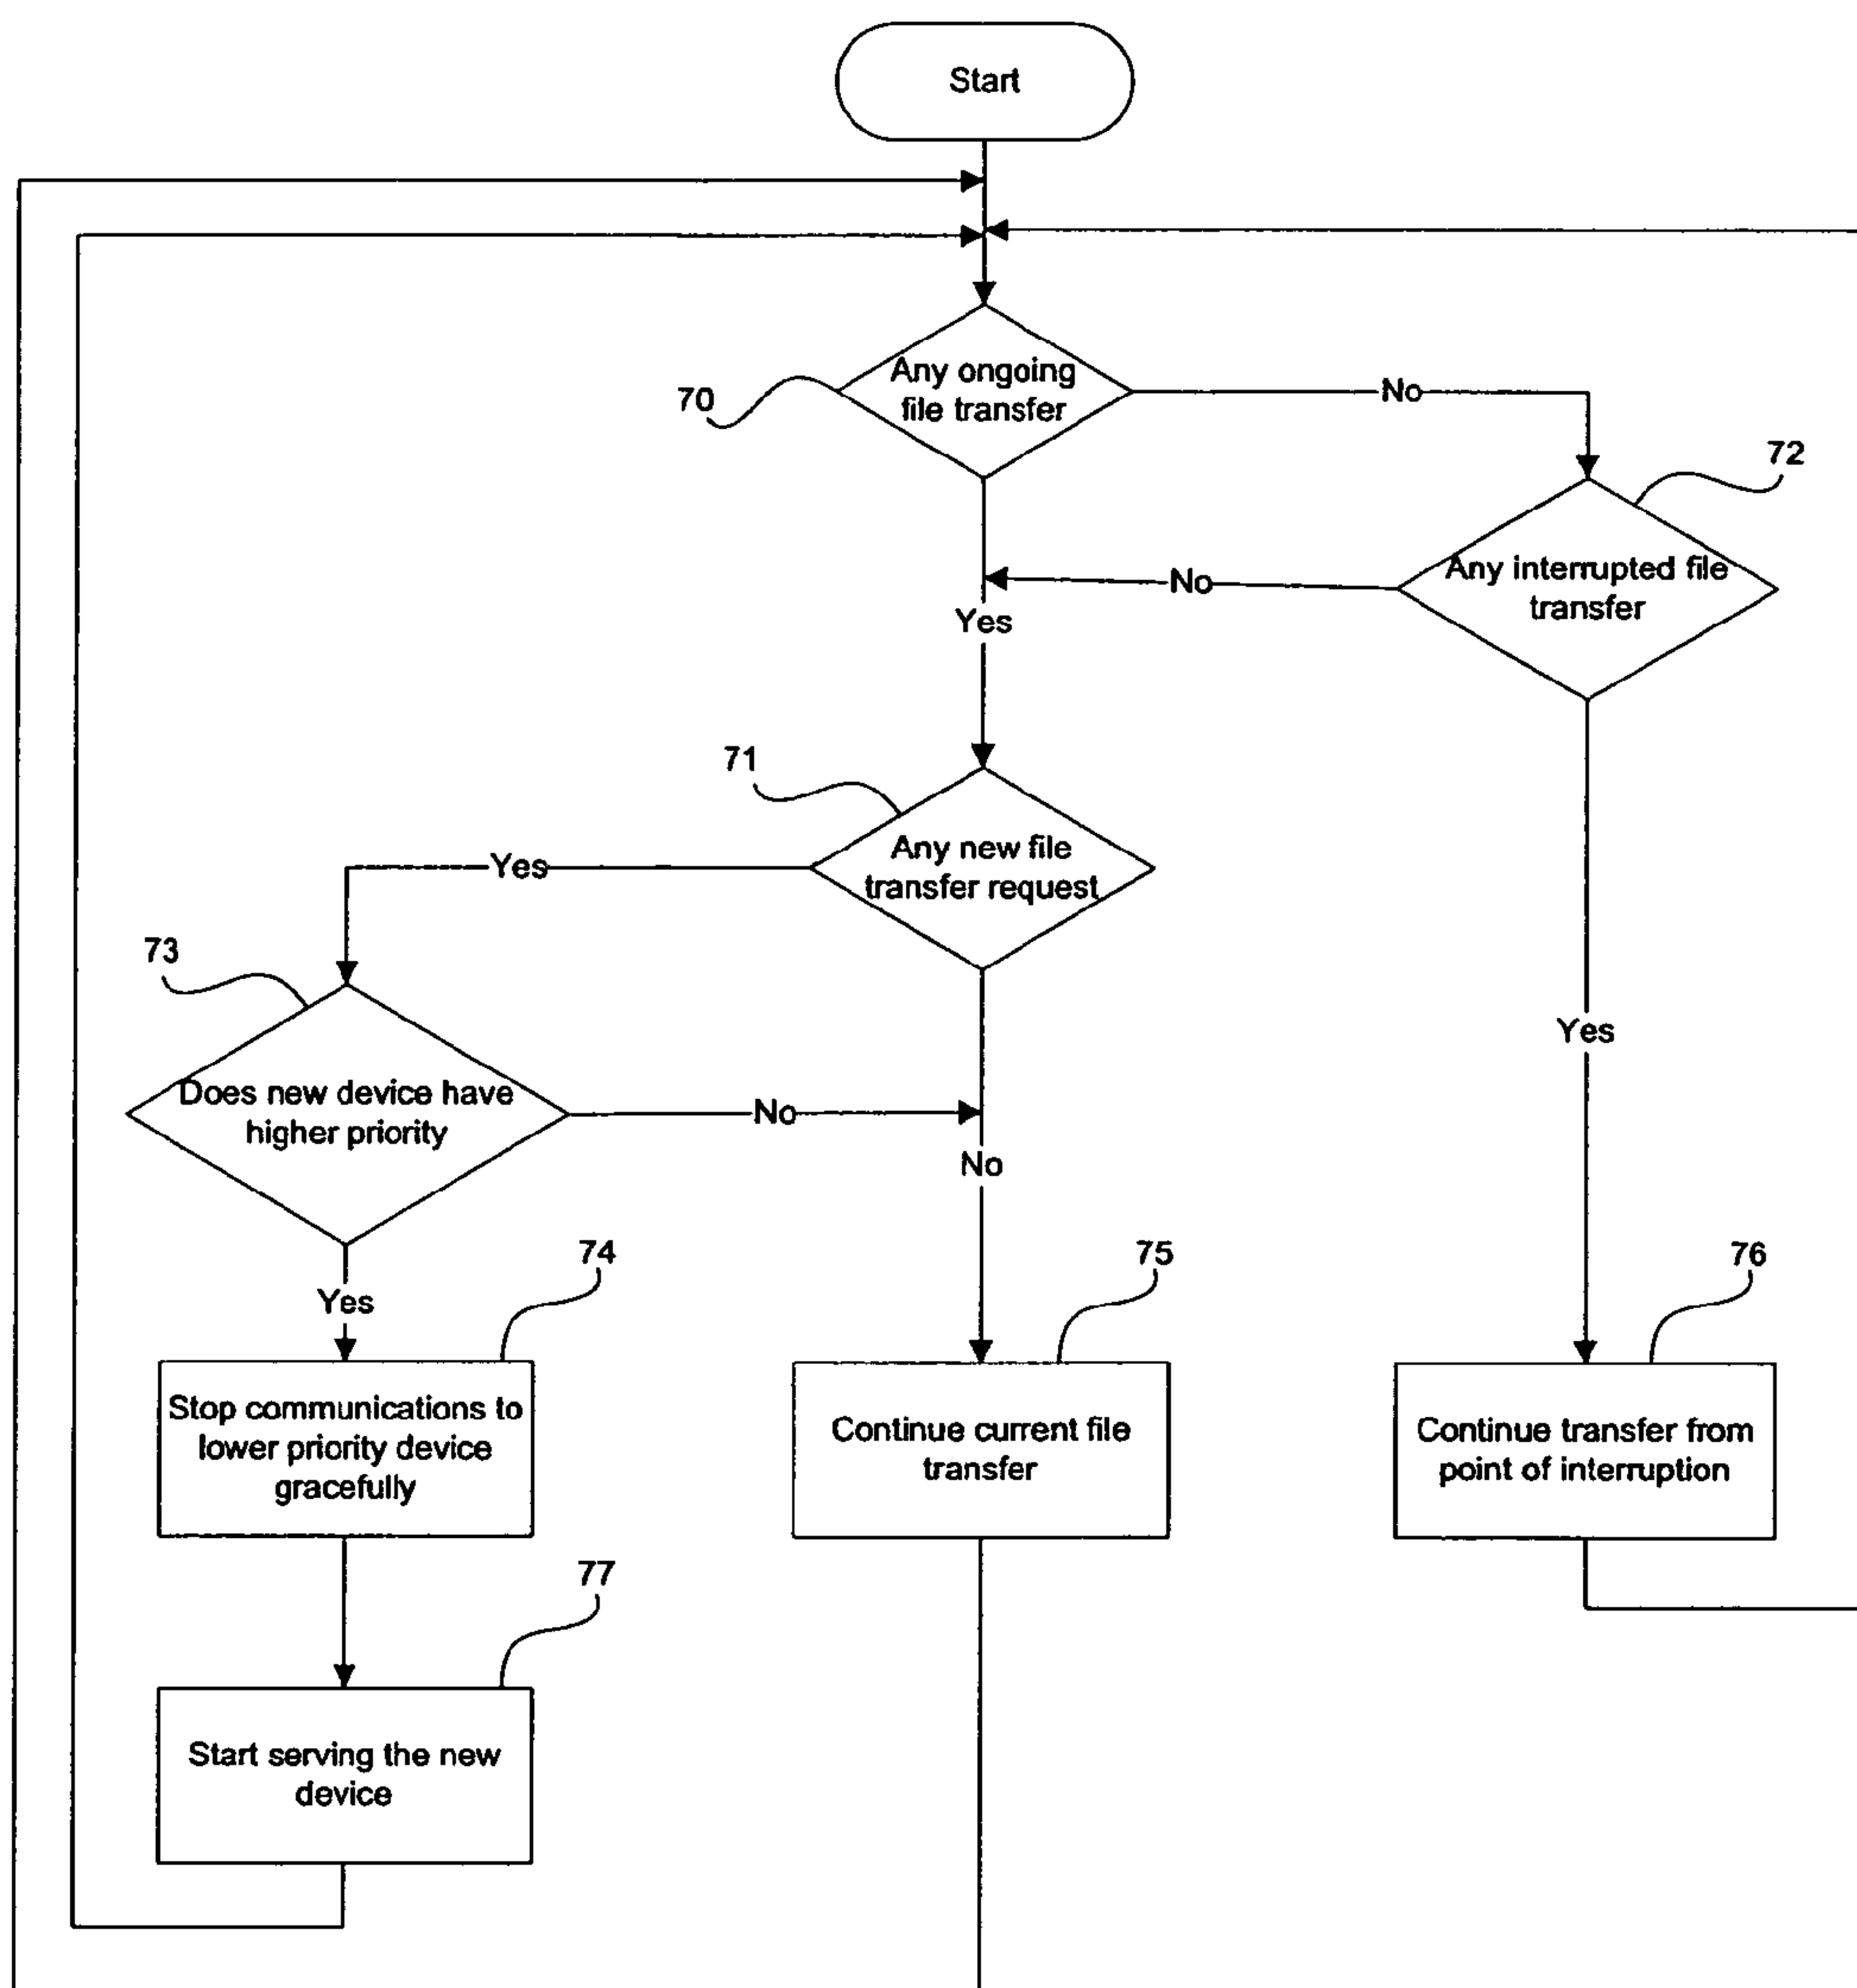 Start
Any ongoing
file transfer
70
No
72
Any interrupted file
transfer
No
Yes
71
Any new file
transfer request
Yes
73
Does new device have
higher priority
No
No
Yes
Yes
74
Stop communications to
lower priority device
gracefully
75
Continue current file
transfer
76
Continue transfer from
point of interruption
77
Start serving the new
device